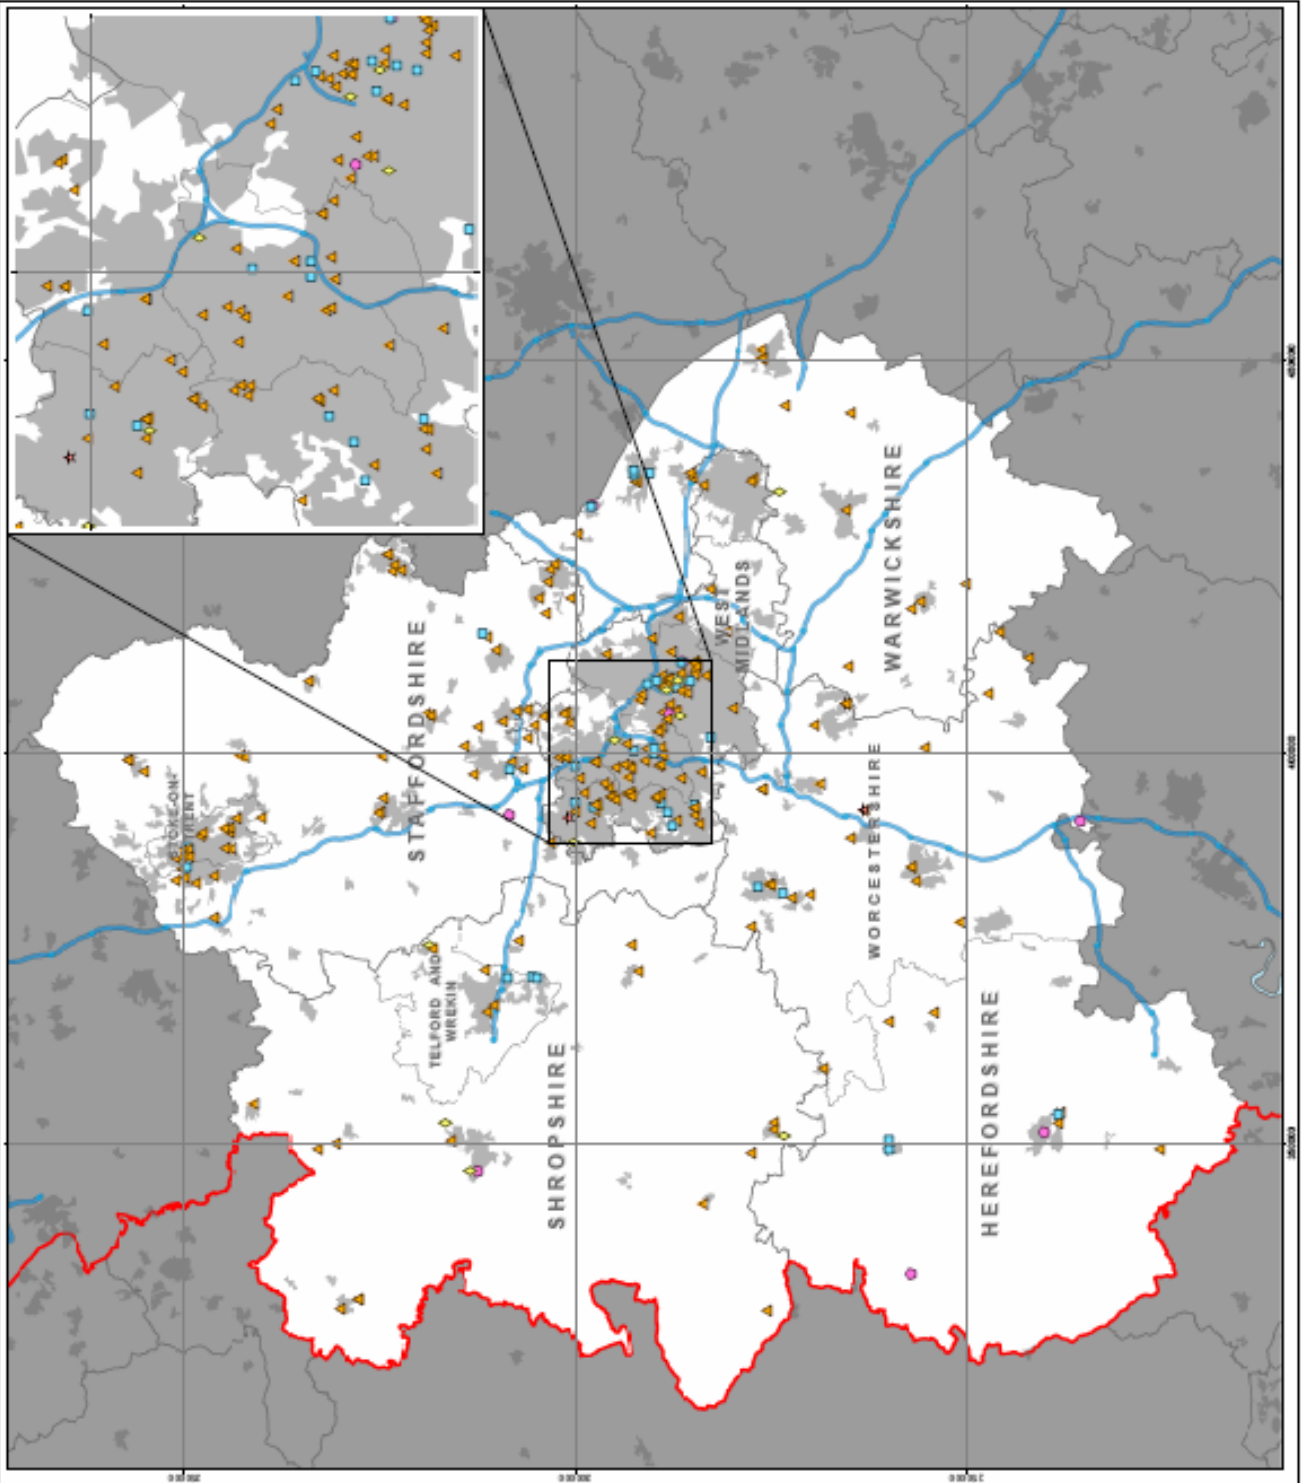 STAFFORDSHIRE
STOKE-ON-
TRENT
WEST
MIDLANDS
WARWICKSHIRE
WORCESTERSHIRE
TELFORD AND
WREKIN
SHROPSHIRE
HEREFORDSHIRE